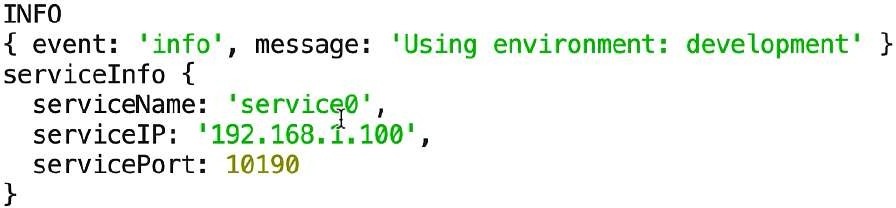 INFO
{ event: 'info', message: 'Using environment: development' }
serviceInfo {
  serviceName: 'service0',
  serviceIP: '192.168.1.100',
  servicePort: 10190
}